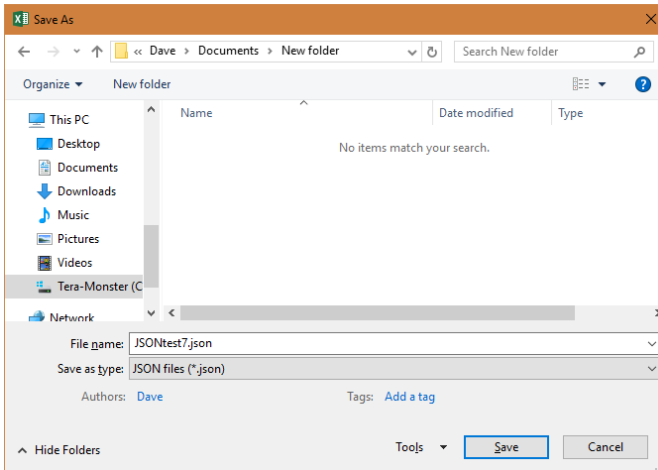 Save As
« Dave > Documents > New folder
Search New folder
Organize
New folder
This PC
Desktop
Documents
Downloads
Music
Pictures
Videos
Tera-Monster (C
Network
Name
Date modified
Type
No items match your search.
File name: JSONtest7.json
Save as type: JSON files (*.json)
Authors: Dave
Tags: Add a tag
Hide Folders
Tools
Save
Cancel